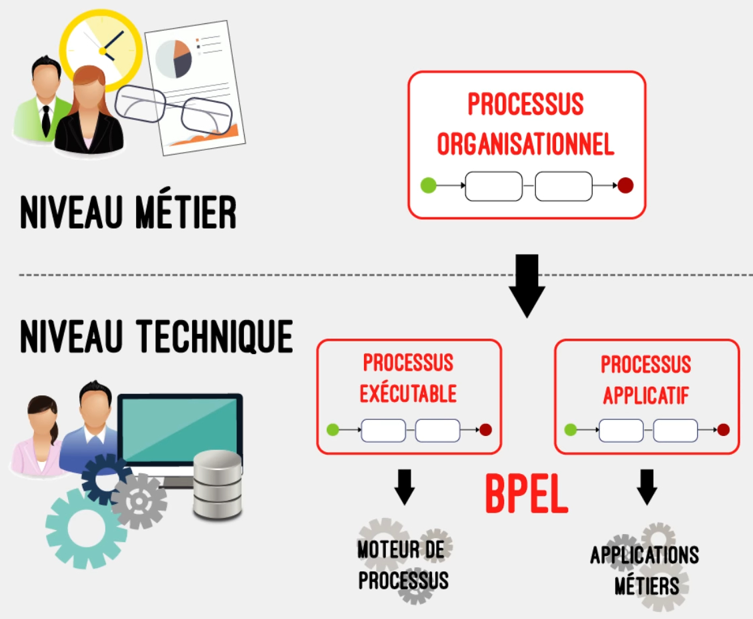 PROCESSUS
ORGANISATIONNEL
NIVEAU MÉTIER
NIVEAU TECHNIQUE
PROCESSUS
EXÉCUTABLE
PROCESSUS
APPLICATIF
BPEL
MOTEUR DE
PROCESSUS
APPLICATIONS
MÉTIERS